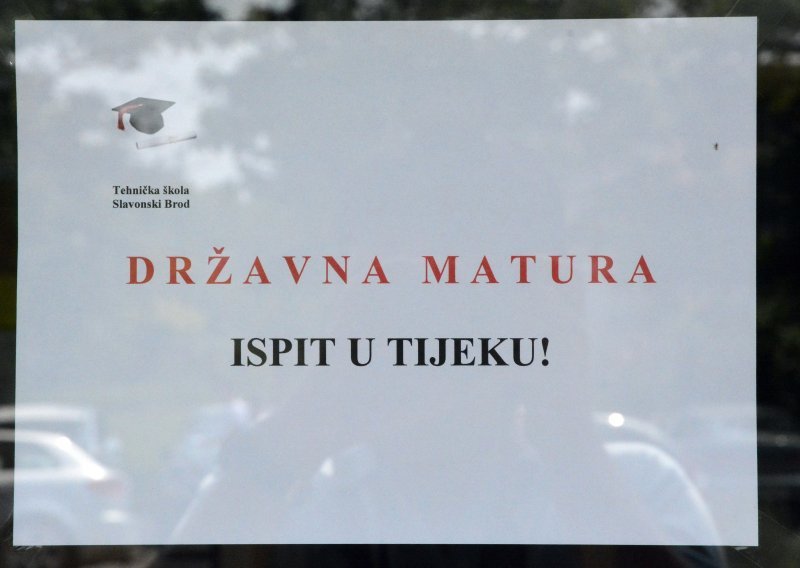 Tehnička škola
Slavonski Brod
DRŽAVNA MATURA
ISPIT U TIJEKU!